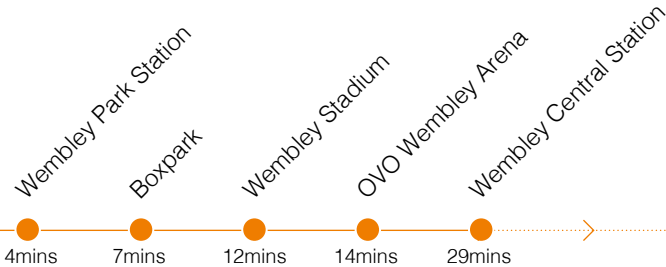 Wembley Park Station
Boxpark
Wembley Stadium
OVO Wembley Arena
Wembley Central Station
4mins
7mins
12mins
14mins
29mins